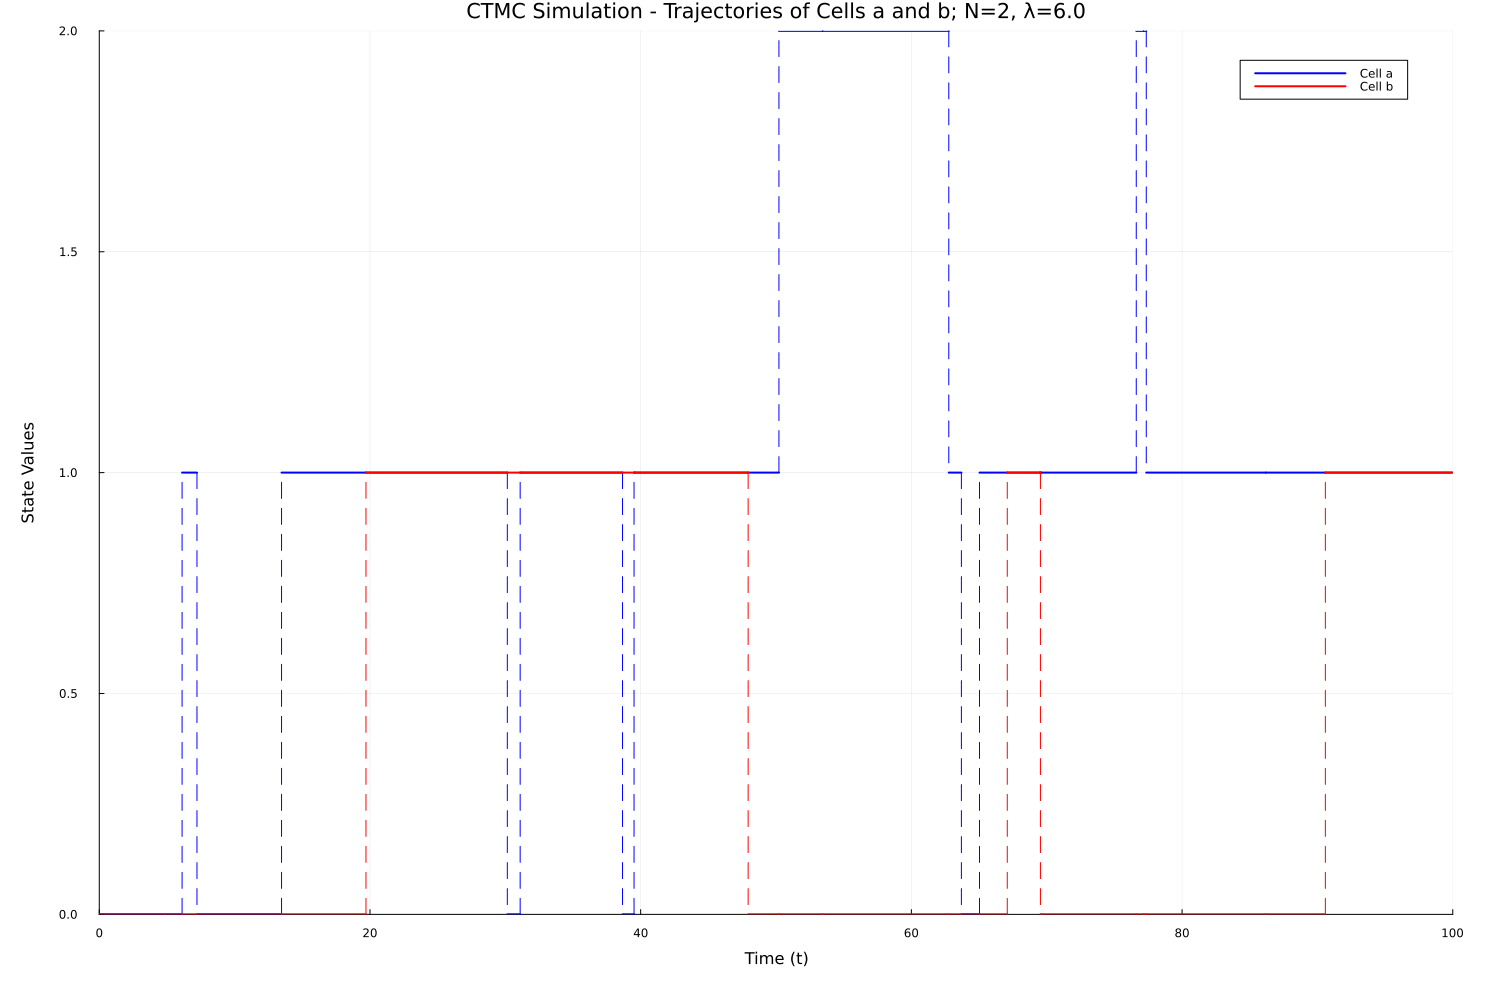 CTMC Simulation - Trajectories of Cells a and b; N=2, λ=6.0
2.0
Cell a
Cell b
1.5
1.0
State Values
0.5
0.0
0 20 40 60 80 100
Time (t)